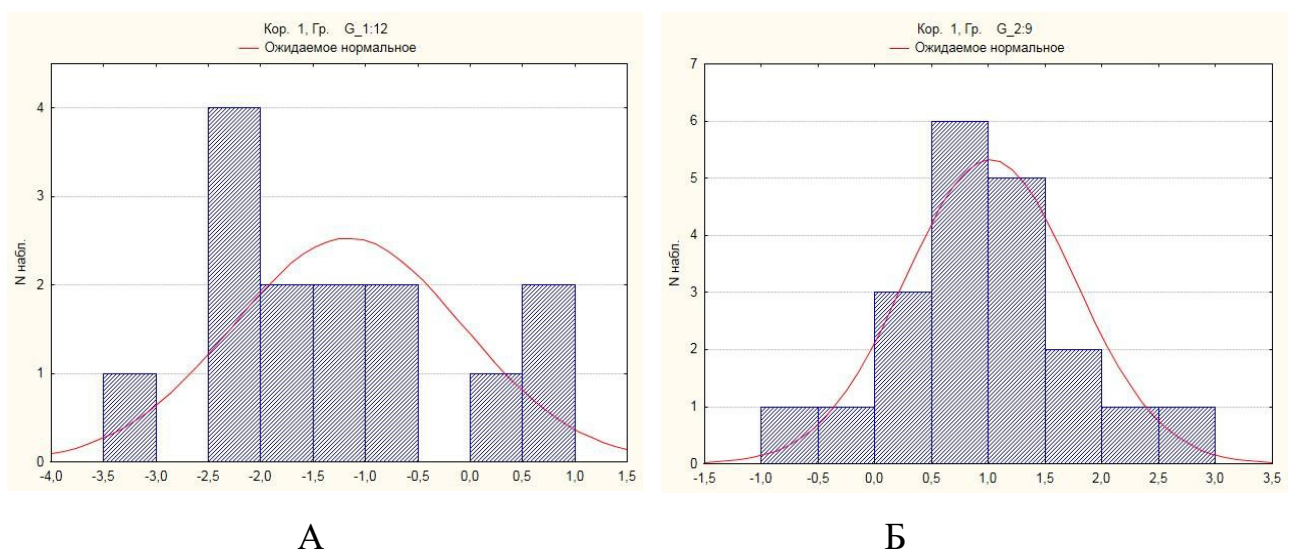 Кор. 1, Гр. G_1:12
Ожидаемое нормальное
N набл.
4
3
2
1
0
-4,0 -3,5 -3,0 -2,5 -2,0 -1,5 -1,0 -0,5 0,0 0,5 1,0 1,5
А
Кор. 1, Гр. G_2:9
Ожидаемое нормальное
N набл.
7
6
5
4
3
2
1
0
-1,5 -1,0 -0,5 0,0 0,5 1,0 1,5 2,0 2,5 3,0 3,5
Б